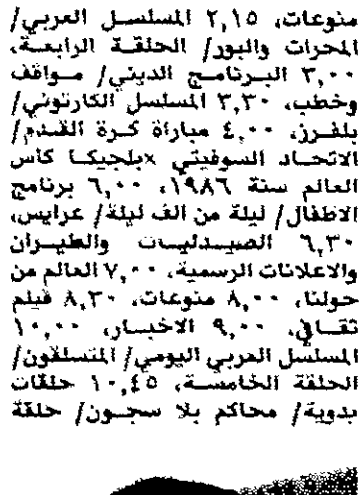 منوعات، ٢,١٥ المسلسل العربي/
المحراث والبور/ الحلقة الرابعة،
٣,٠٠ البرنامج الديني/ مواقف
وخطب، ٣,٣٠ المسلسل الكارتوني/
بلفرز، ٤,٠٠ مباراة كرة القدم/
الاتحاد السوفيتي ×بلجيكا كاس
العالم سنة ١٩٨٦، ٦,٠٠ برنامج
الاطفال/ ليلة من الف ليلة/ عرايس،
٦,٣٠ الصيدليات والطيران
والاعلانات الرسمية، ٧,٠٠ العالم من
حولنا، ٨,٠٠ منوعات، ٨,٣٠ فيلم
ثقافي، ٩,٠٠ الاخبار، ١٠,٠٠
المسلسل العربي اليومي/ المتسلقون/
الحلقة الخامسة، ١٠,٤٥ حلقات
بدوية/ محاكم بلا سجون/ حلقة